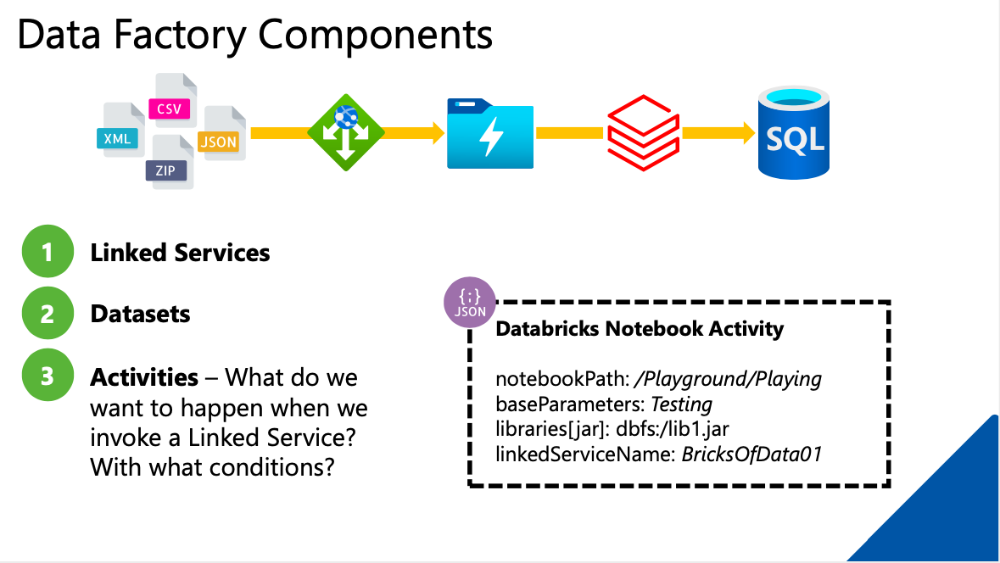 Data Factory Components
CSV
XML
JSON
ZIP
SQL
1
Linked Services
2
Datasets
3
Activities – What do we
want to happen when we
invoke a Linked Service?
With what conditions?
{;}
JSON
Databricks Notebook Activity
notebookPath: /Playground/Playing
baseParameters: Testing
libraries[jar]: dbfs:/lib1.jar
linkedServiceName: BricksOfData01